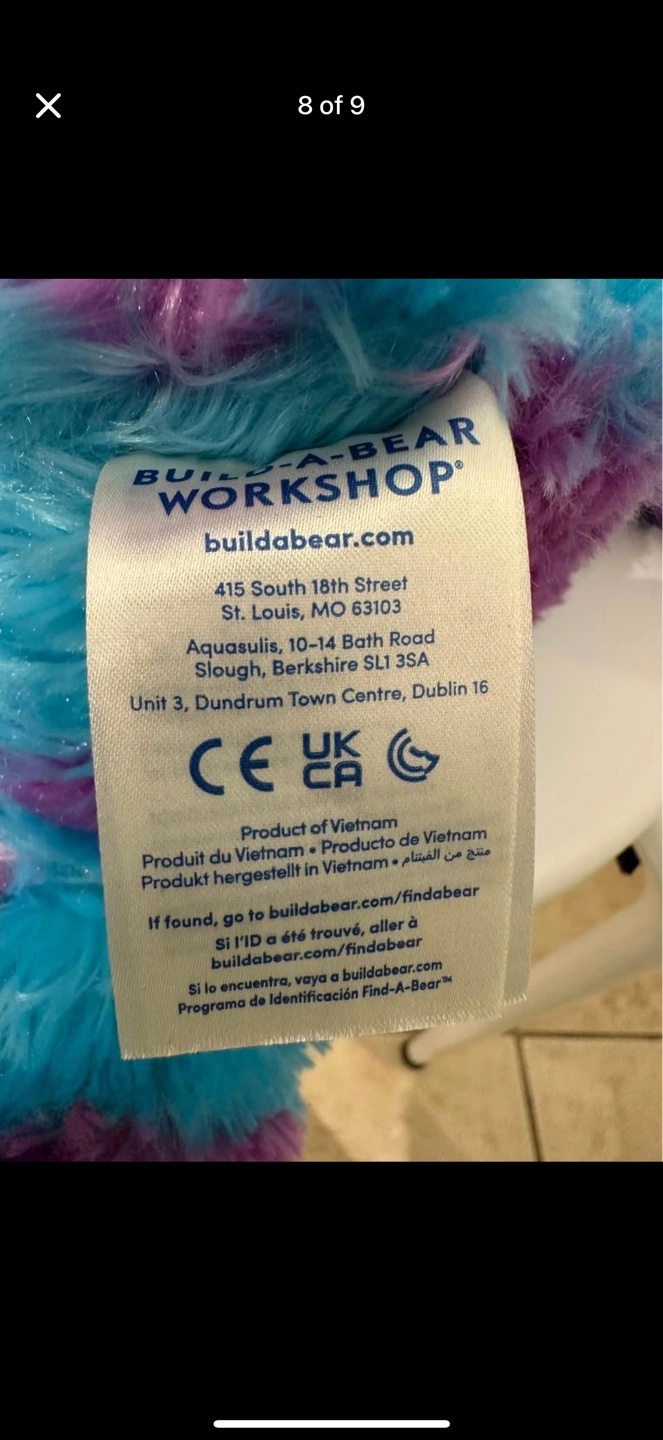 8 of 9
BUILD-A-BEAR
WORKSHOP®
buildabear.com
415 South 18th Street
St. Louis, MO 63103
Aquasulis, 10-14 Bath Road
Slough, Berkshire SL1 3SA
Unit 3, Dundrum Town Centre, Dublin 16
CE UK
CA
Product of Vietnam
Produit du Vietnam • Producto de Vietnam
Produkt hergestellt in Vietnam • منتج من الفيتنام
If found, go to buildabear.com/findabear
Si l'ID a été trouvé, aller à
buildabear.com/findabear
Si lo encuentra, vaya a buildabear.com
Programa de Identificación Find-A-Bear™